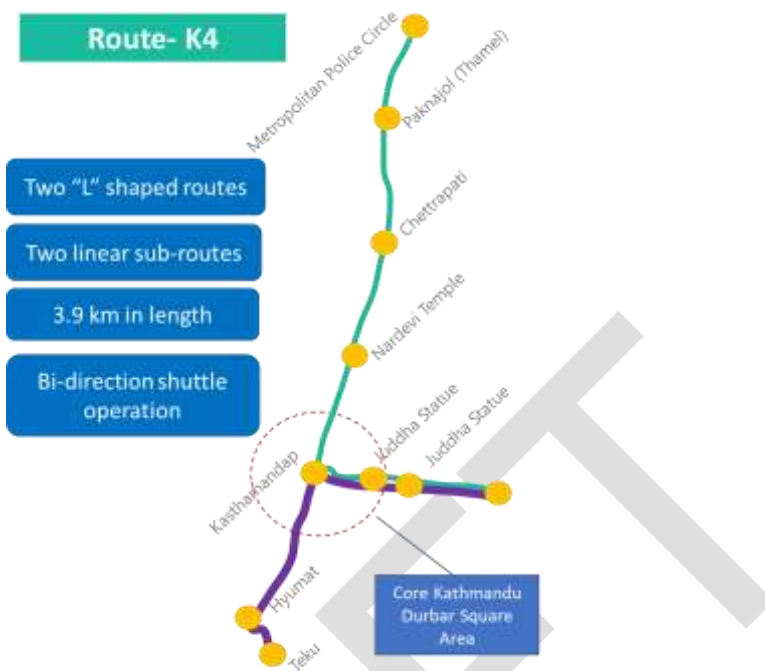 Route- K4
Metropolitan Police Circle
Paknajol (Thamel)
Two "L" shaped routes
Chettrapati
Two linear sub-routes
3.9 km in length
Nardevi Temple
Bi-direction shuttle
operation
Juddha Statue
Juddha Statue
Kasthamandap
Core Kathmandu
Durbar Square
Area
Hyumat
Teku